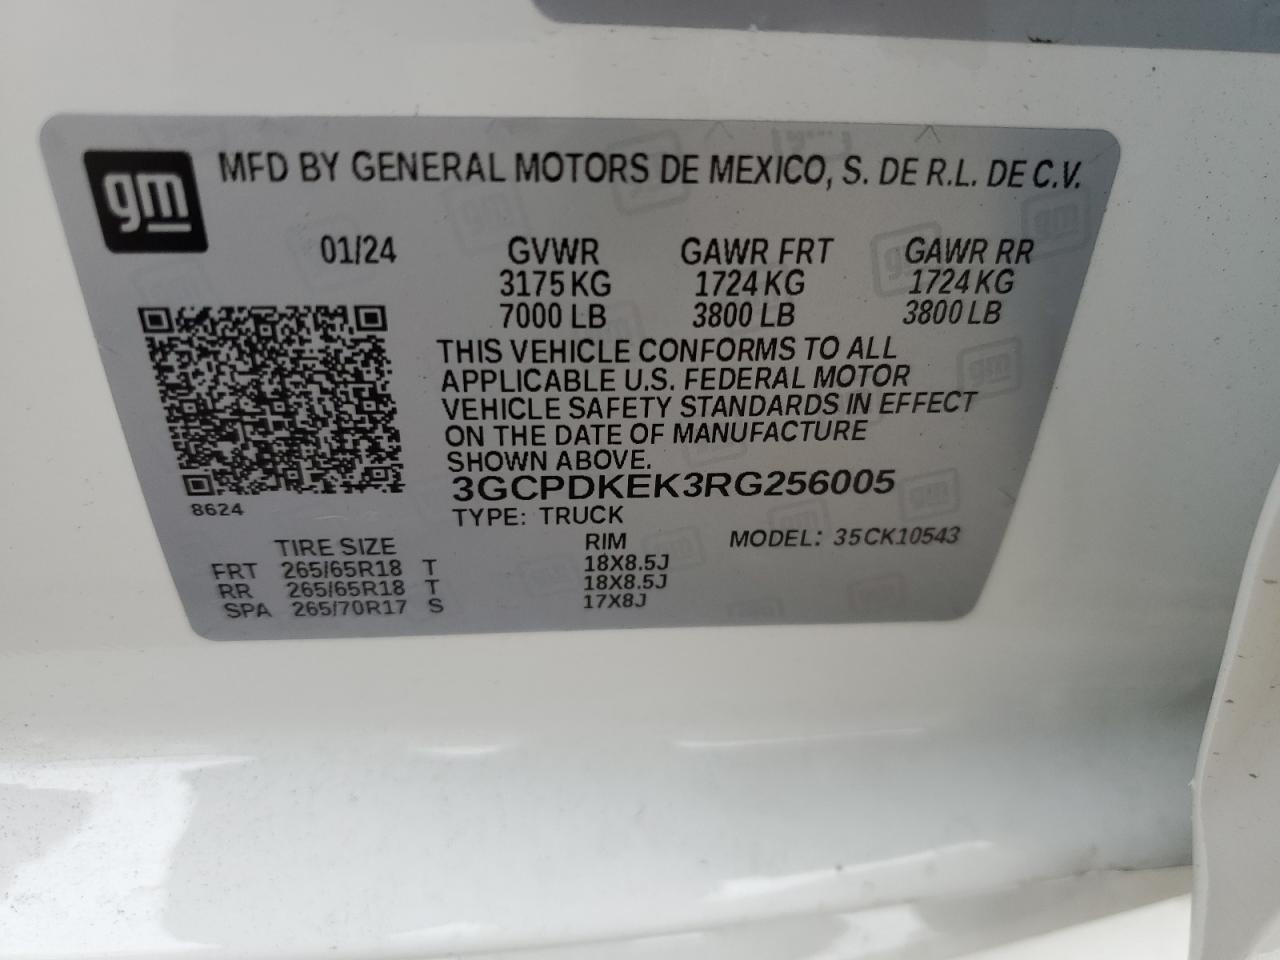 gm
MFD BY GENERAL MOTORS DE MEXICO, S. DE R.L. DE C.V.
01/24 GVWR GAWR FRT GAWR RR
3175 KG 1724 KG 1724 KG
7000 LB 3800 LB 3800 LB
THIS VEHICLE CONFORMS TO ALL
APPLICABLE U.S. FEDERAL MOTOR
VEHICLE SAFETY STANDARDS IN EFFECT
ON THE DATE OF MANUFACTURE
SHOWN ABOVE.
3GCPDKEK3RG256005
8624
TYPE: TRUCK
TIRE SIZE RIM MODEL: 35CK10543
FRT 265/65R18 T 18X8.5J
RR 265/65R18 T 18X8.5J
SPA 265/70R17 S 17X8J